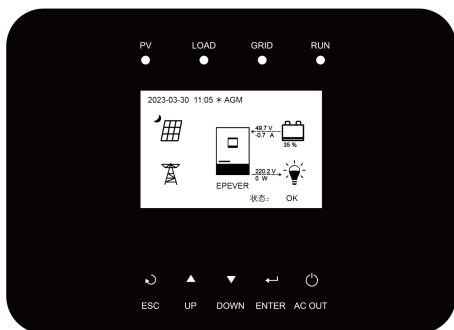 PV LOAD GRID RUN
2023-03-30 11:05 ✳ AGM
49.7 V
-0.7 A
35 %
220.2 V
0 W
EPEVER
状态: OK
ESC UP DOWN ENTER AC OUT